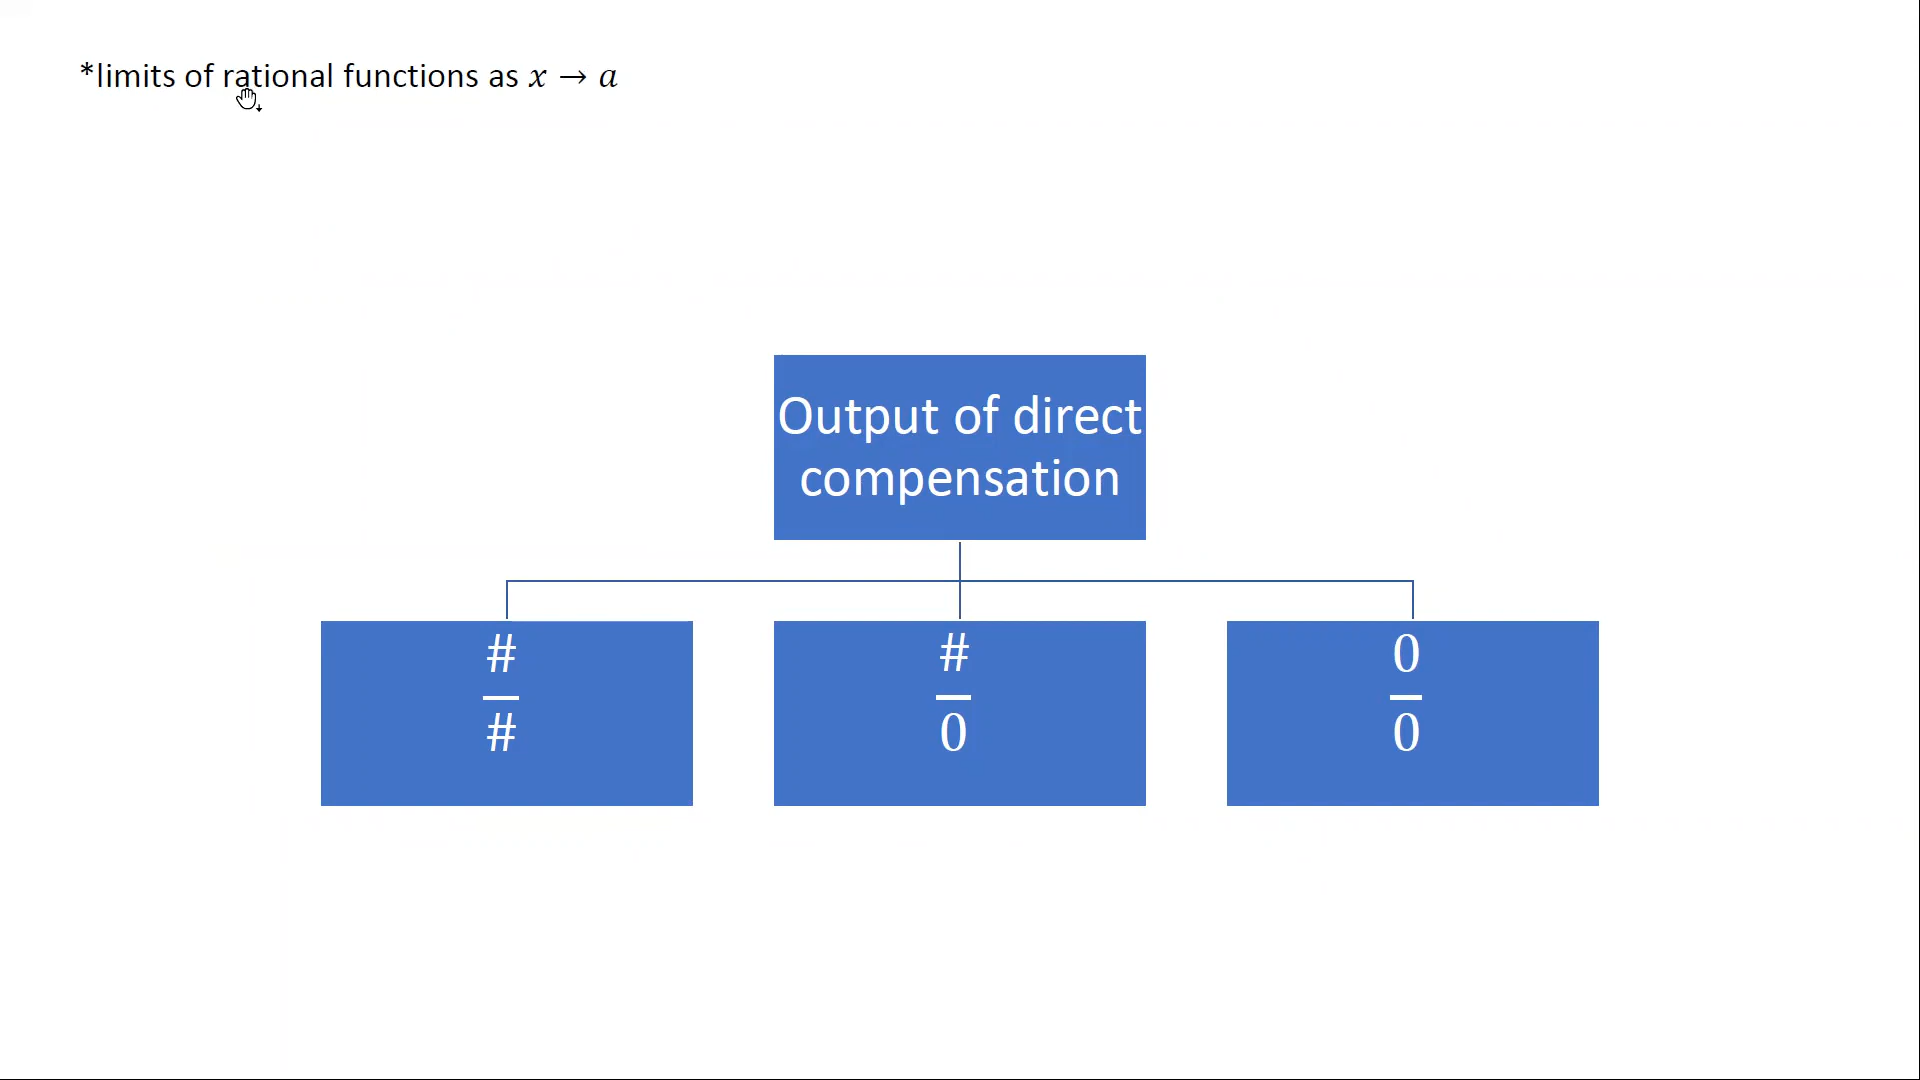 *limits of rational functions as 𝑥 → 𝑎
Output of direct
compensation
#
#
#
0
0
0